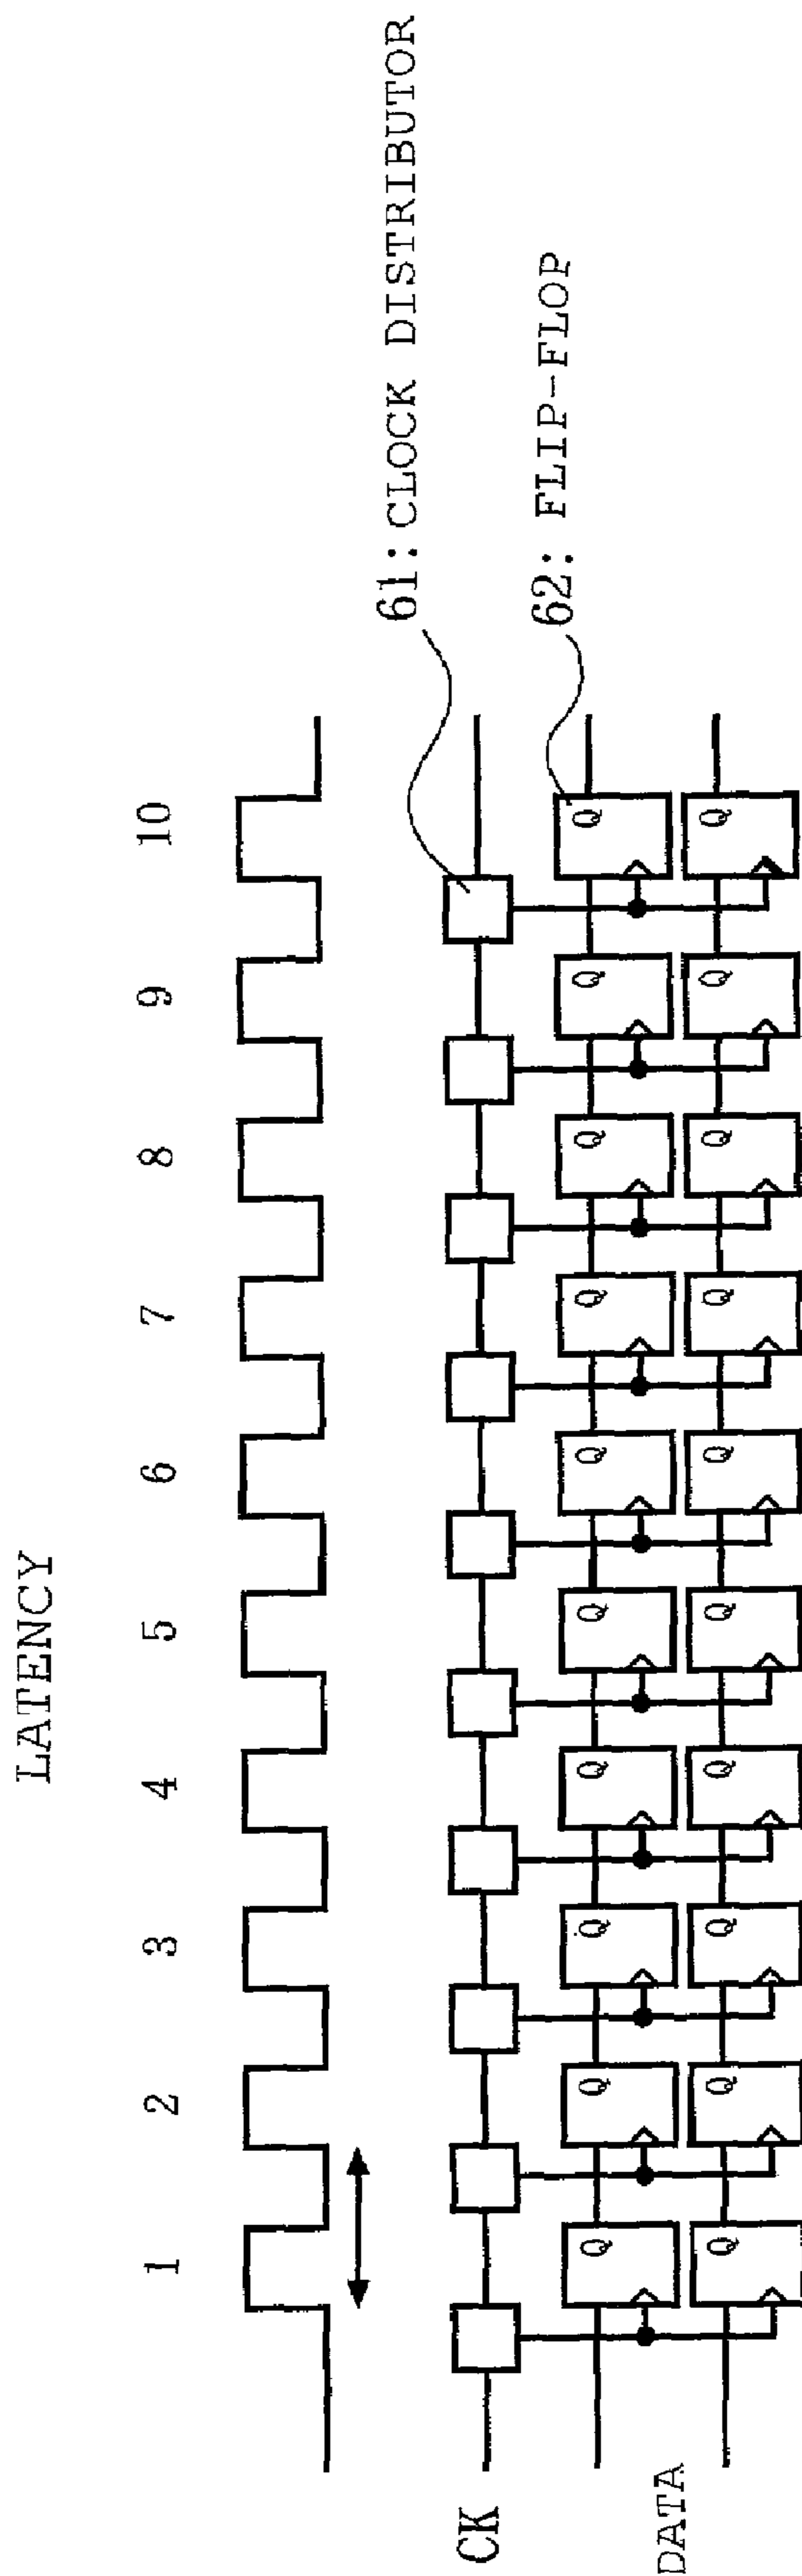 LATENCY
1 2 3 4 5 6 7 8 9 10
61: CLOCK DISTRIBUTOR
CK
62: FLIP-FLOP
Q Q Q Q Q Q Q Q Q Q
Q Q Q Q Q Q Q Q Q Q
DATA